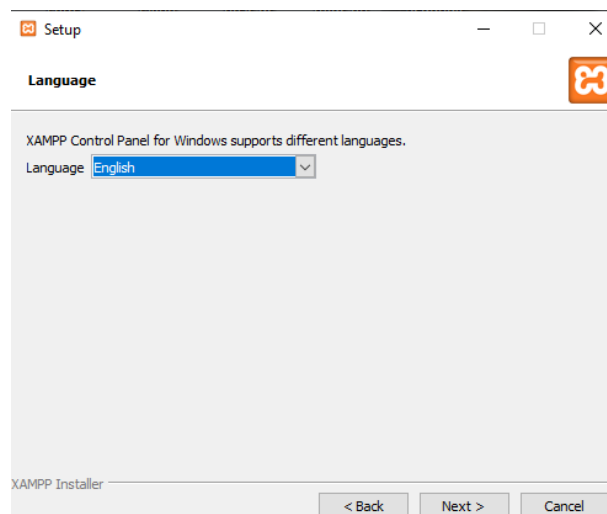 Setup
Language
XAMPP Control Panel for Windows supports different languages.
Language English
XAMPP Installer
< Back Next > Cancel